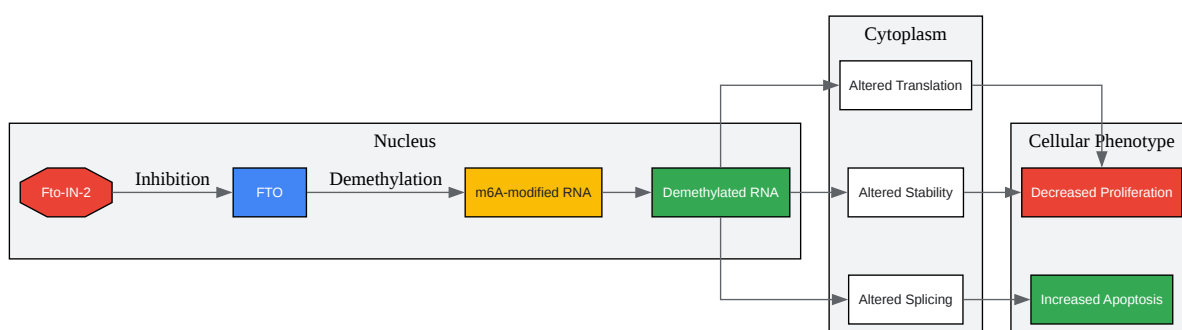 Cytoplasm
Altered Translation
Nucleus
Cellular Phenotype
Fto-IN-2
Inhibition
FTO
Demethylation
m6A-modified RNA
Demethylated RNA
Altered Stability
Decreased Proliferation
Altered Splicing
Increased Apoptosis